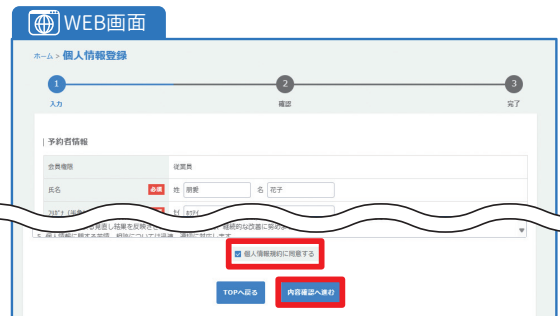 WEB画面
ホーム > 個人情報登録
1 2 3
入力 確認 完了
予約者情報
会員権限 従業員
氏名 必須 姓 朋愛 名 花子
個人情報規約に同意する
TOPへ戻る 内容確認へ進む